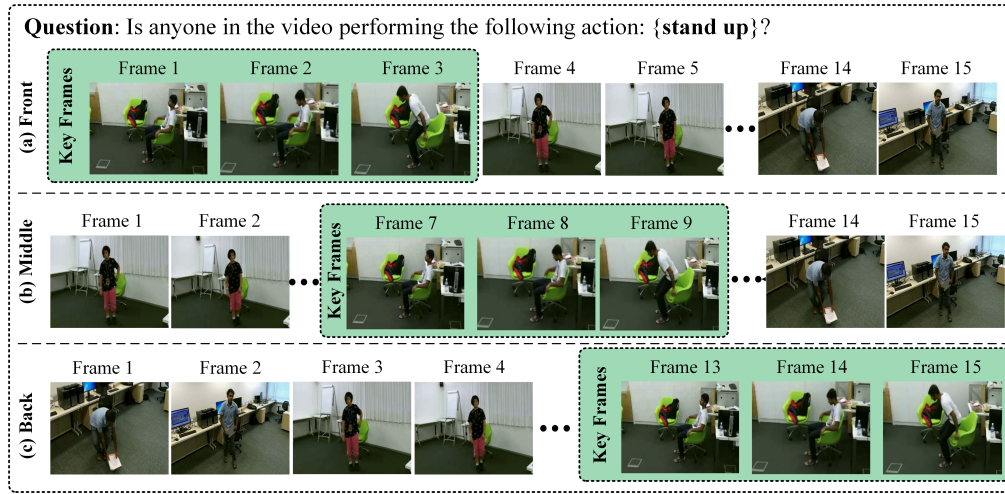 Question: Is anyone in the video performing the following action: {stand up}?
(a) Front
Key Frames
Frame 1
Frame 2
Frame 3
Frame 4
Frame 5
•••
Frame 14
Frame 15
(b) Middle
Frame 1
Frame 2
•••
Key Frames
Frame 7
Frame 8
Frame 9
•••
Frame 14
Frame 15
(c) Back
Frame 1
Frame 2
Frame 3
Frame 4
•••
Key Frames
Frame 13
Frame 14
Frame 15